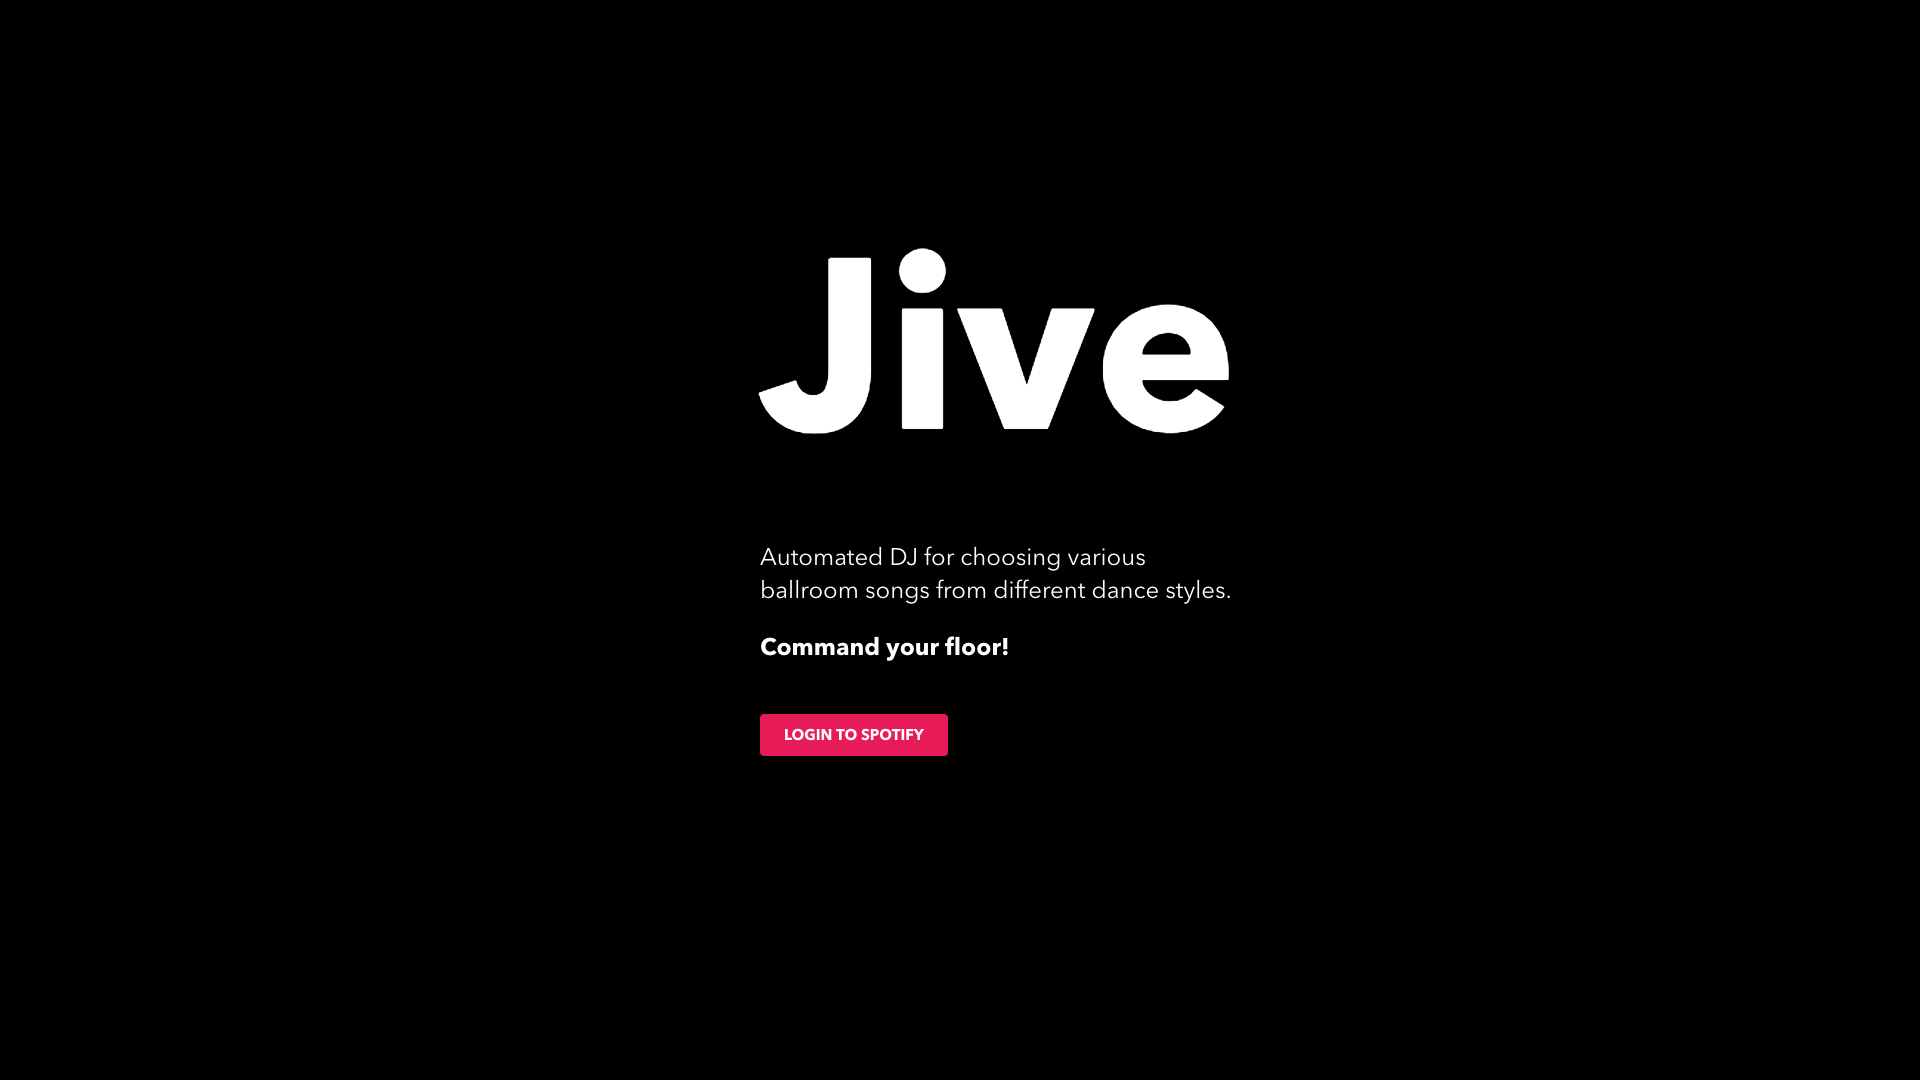 Jive
Automated DJ for choosing various
ballroom songs from different dance styles.
Command your floor!
LOGIN TO SPOTIFY